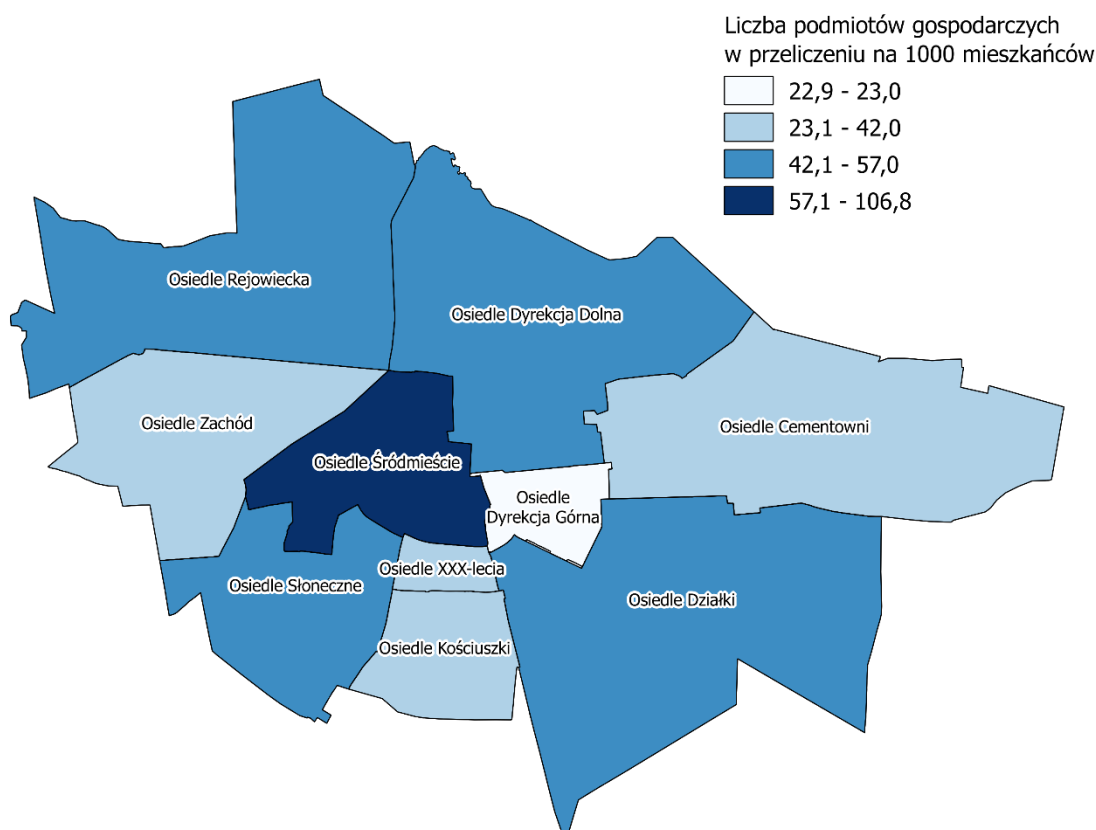 Liczba podmiotów gospodarczych
w przeliczeniu na 1000 mieszkańców
22,9 - 23,0
23,1 - 42,0
42,1 - 57,0
57,1 - 106,8
Osiedle Rejowiecka
Osiedle Dyrekcja Dolna
Osiedle Zachód
Osiedle Cementowni
Osiedle Śródmieście
Osiedle
Dyrekcja Górna
Osiedle XXX-lecia
Osiedle Słoneczne
Osiedle Działki
Osiedle Kościuszki